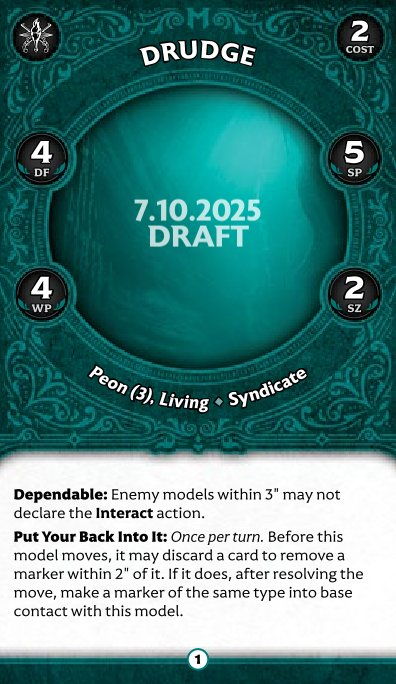 DRUDGE
2
COST
4
DF
5
SP
7.10.2025
DRAFT
4
WP
2
SZ
Peon (3), Living ⬥ Syndicate
Dependable: Enemy models within 3" may not
declare the Interact action.
Put Your Back Into It: Once per turn. Before this
model moves, it may discard a card to remove a
marker within 2" of it. If it does, after resolving the
move, make a marker of the same type into base
contact with this model.
1